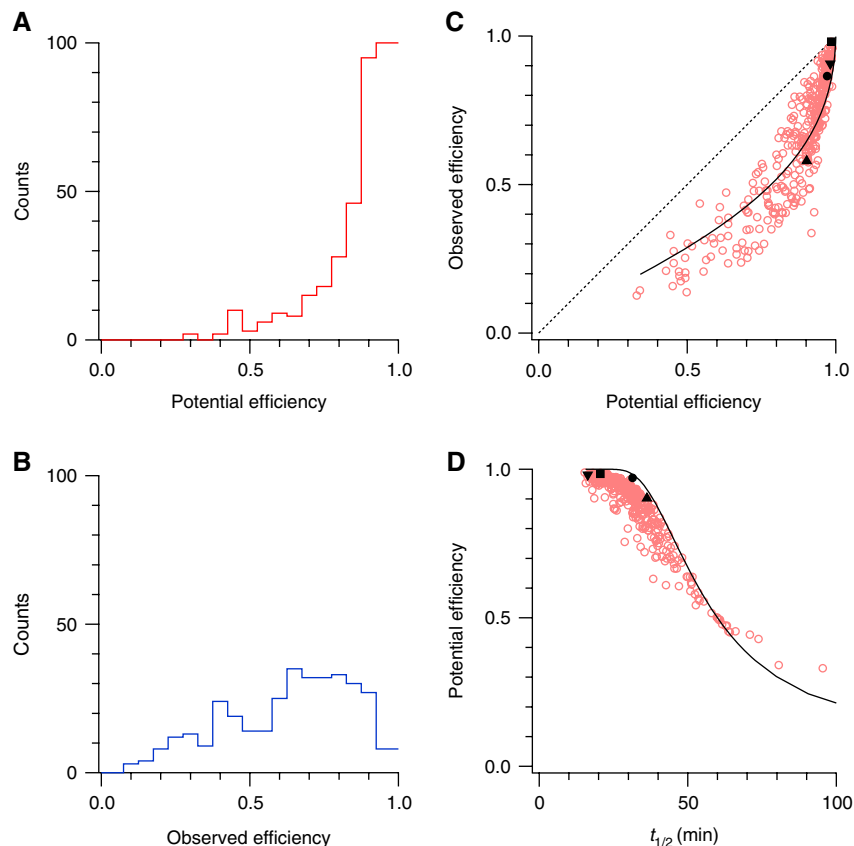 A
100
50
0
Counts
0.0 0.5 1.0
Potential efficiency
B
100
50
0
Counts
0.0 0.5 1.0
Observed efficiency
C
1.0
0.5
0.0
Observed efficiency
0.0 0.5 1.0
Potential efficiency
D
1.0
0.5
0.0
Potential efficiency
0 50 100
t1/2 (min)